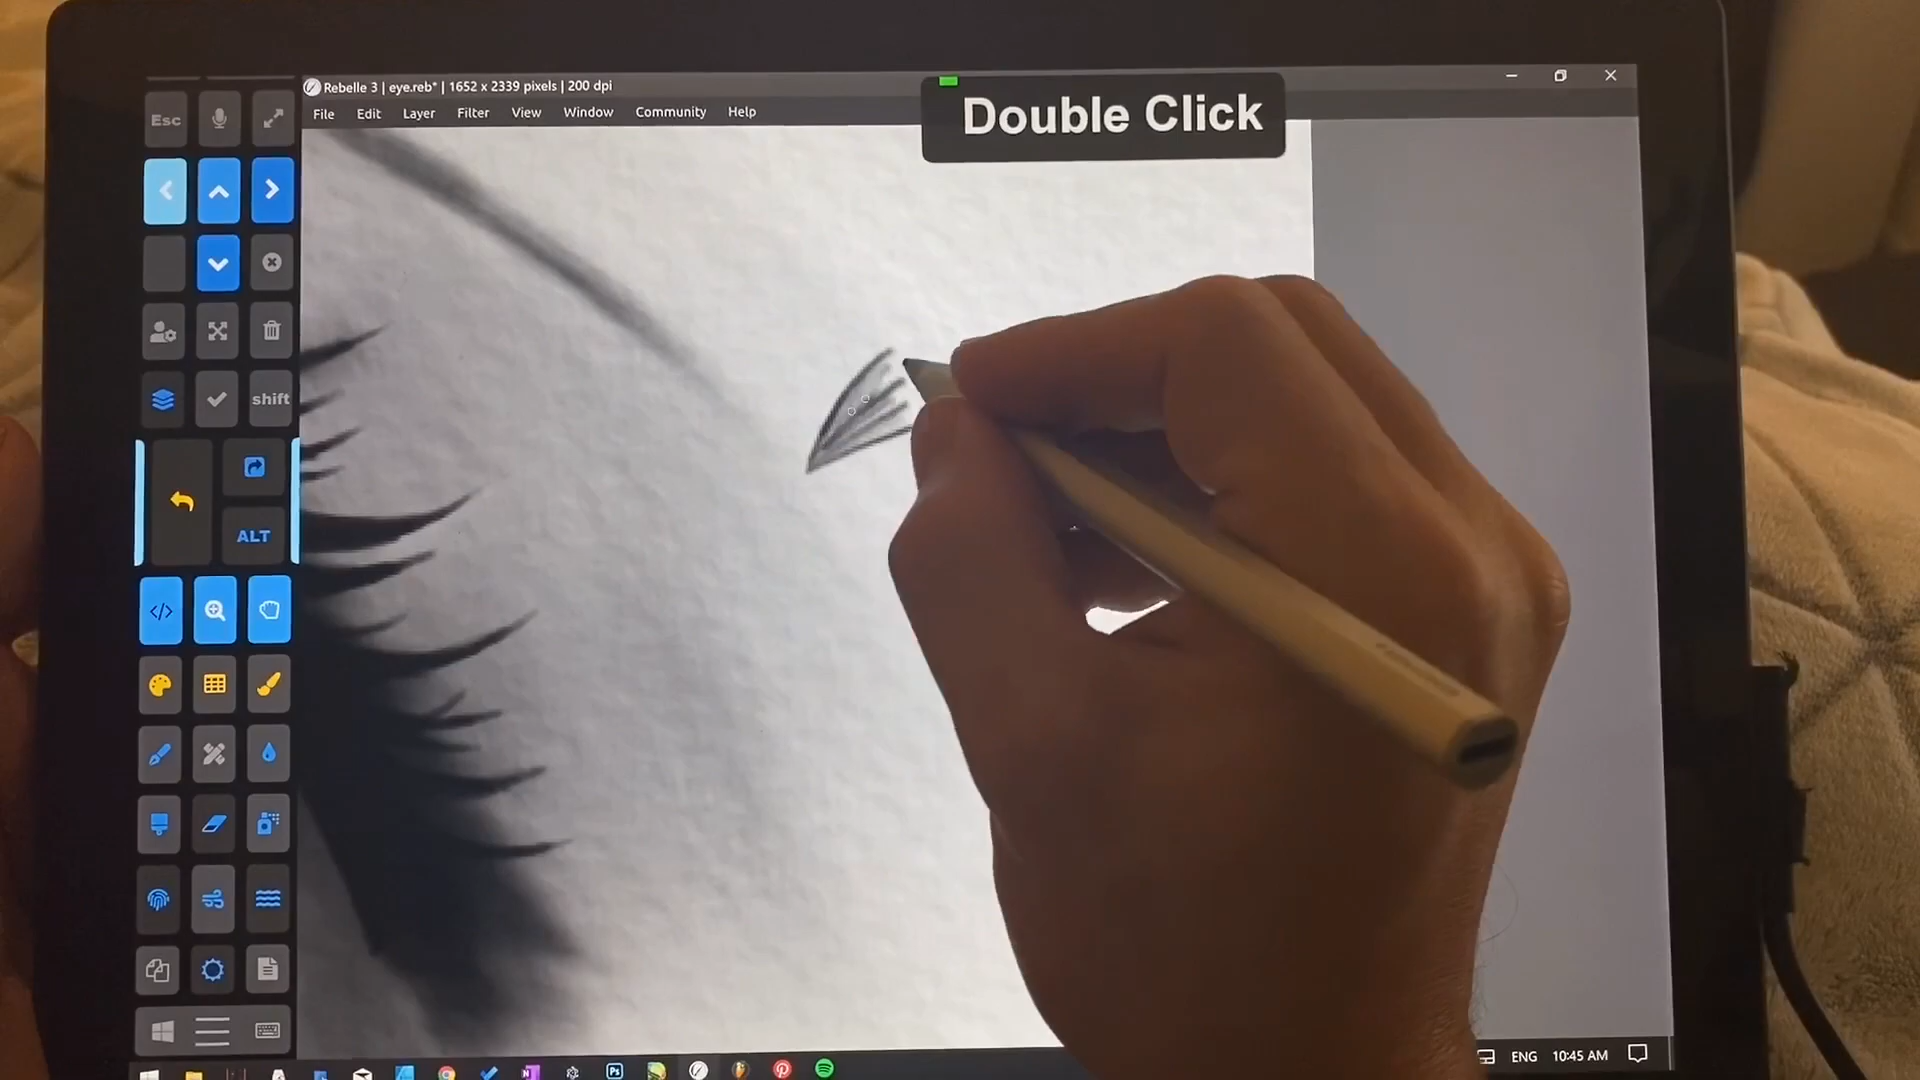 Rebelle 3 | eye.reb* | 1652 x 2339 pixels | 200 dpi
Double Click
File Edit Layer Filter View Window Community Help
Esc
shift
ALT
</>
Ps
ENG 10:45 AM